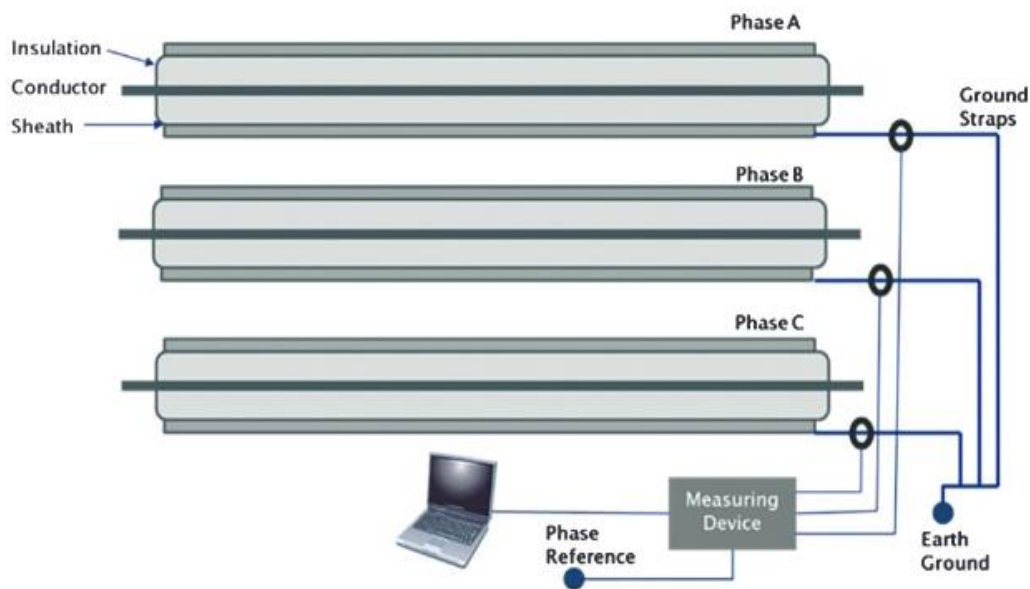 Phase A
Insulation
Conductor
Sheath
Ground
Straps
Phase B
Phase C
Measuring
Device
Phase
Reference
Earth
Ground